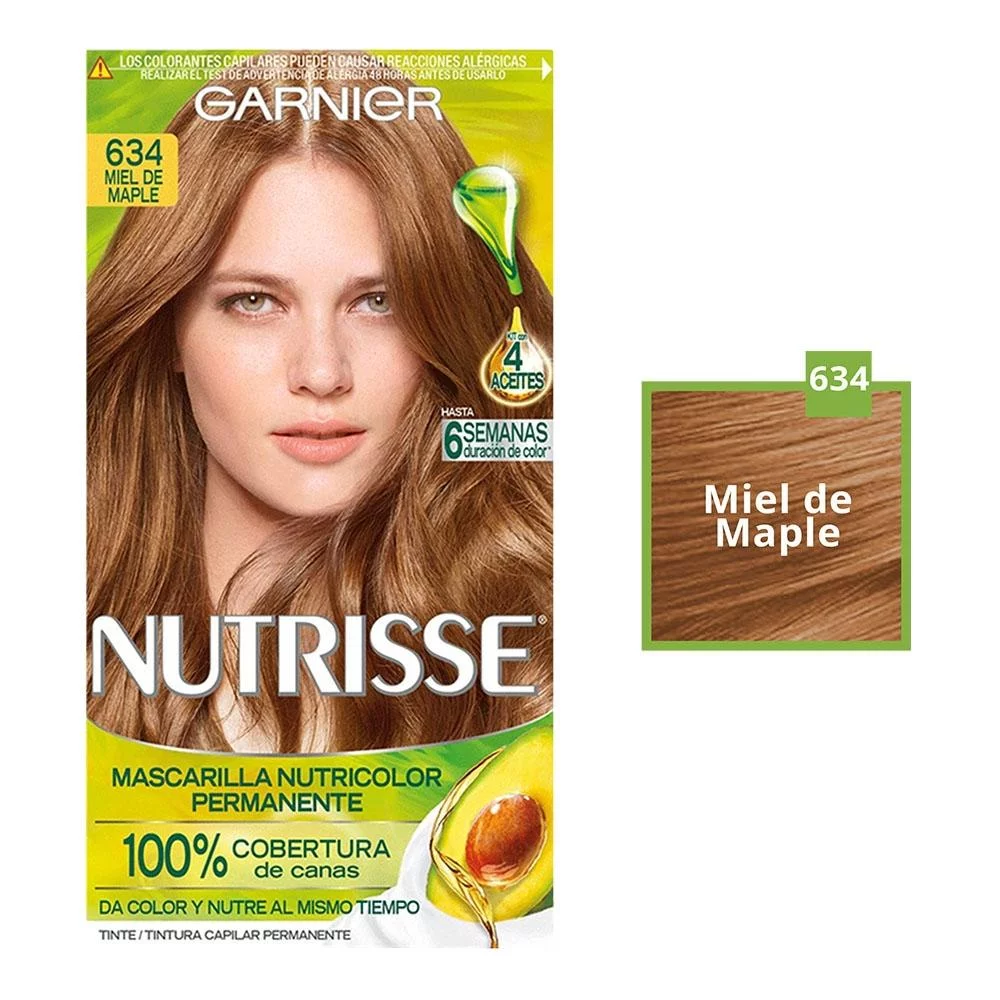 LOS COLORANTES CAPILARES PUEDEN CAUSAR REACCIONES ALÉRGICAS
REALIZAR EL TEST DE ADVERTENCIA DE ALERGIA 48 HORAS ANTES DE USARLO
GARNIER
634
MIEL DE
MAPLE
KIT con
4
ACEITES
HASTA
6 SEMANAS
duración de color*
NUTRISSE®
MASCARILLA NUTRICOLOR
PERMANENTE
100% COBERTURA
de canas
DA COLOR Y NUTRE AL MISMO TIEMPO
TINTE / TINTURA CAPILAR PERMANENTE
634
Miel de
Maple